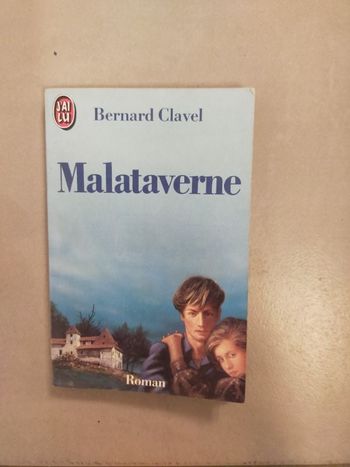 J'AI
LU
Bernard Clavel
Malataverne
Roman